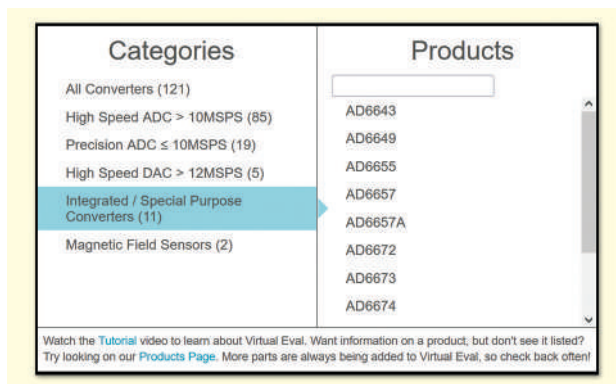 Categories
All Converters (121)
High Speed ADC > 10MSPS (85)
Precision ADC ≤ 10MSPS (19)
High Speed DAC > 12MSPS (5)
Integrated / Special Purpose
Converters (11)
Magnetic Field Sensors (2)
Products
AD6643
AD6649
AD6655
AD6657
AD6657A
AD6672
AD6673
AD6674
Watch the Tutorial video to learn about Virtual Eval. Want information on a product, but don't see it listed?
Try looking on our Products Page. More parts are always being added to Virtual Eval, so check back often!